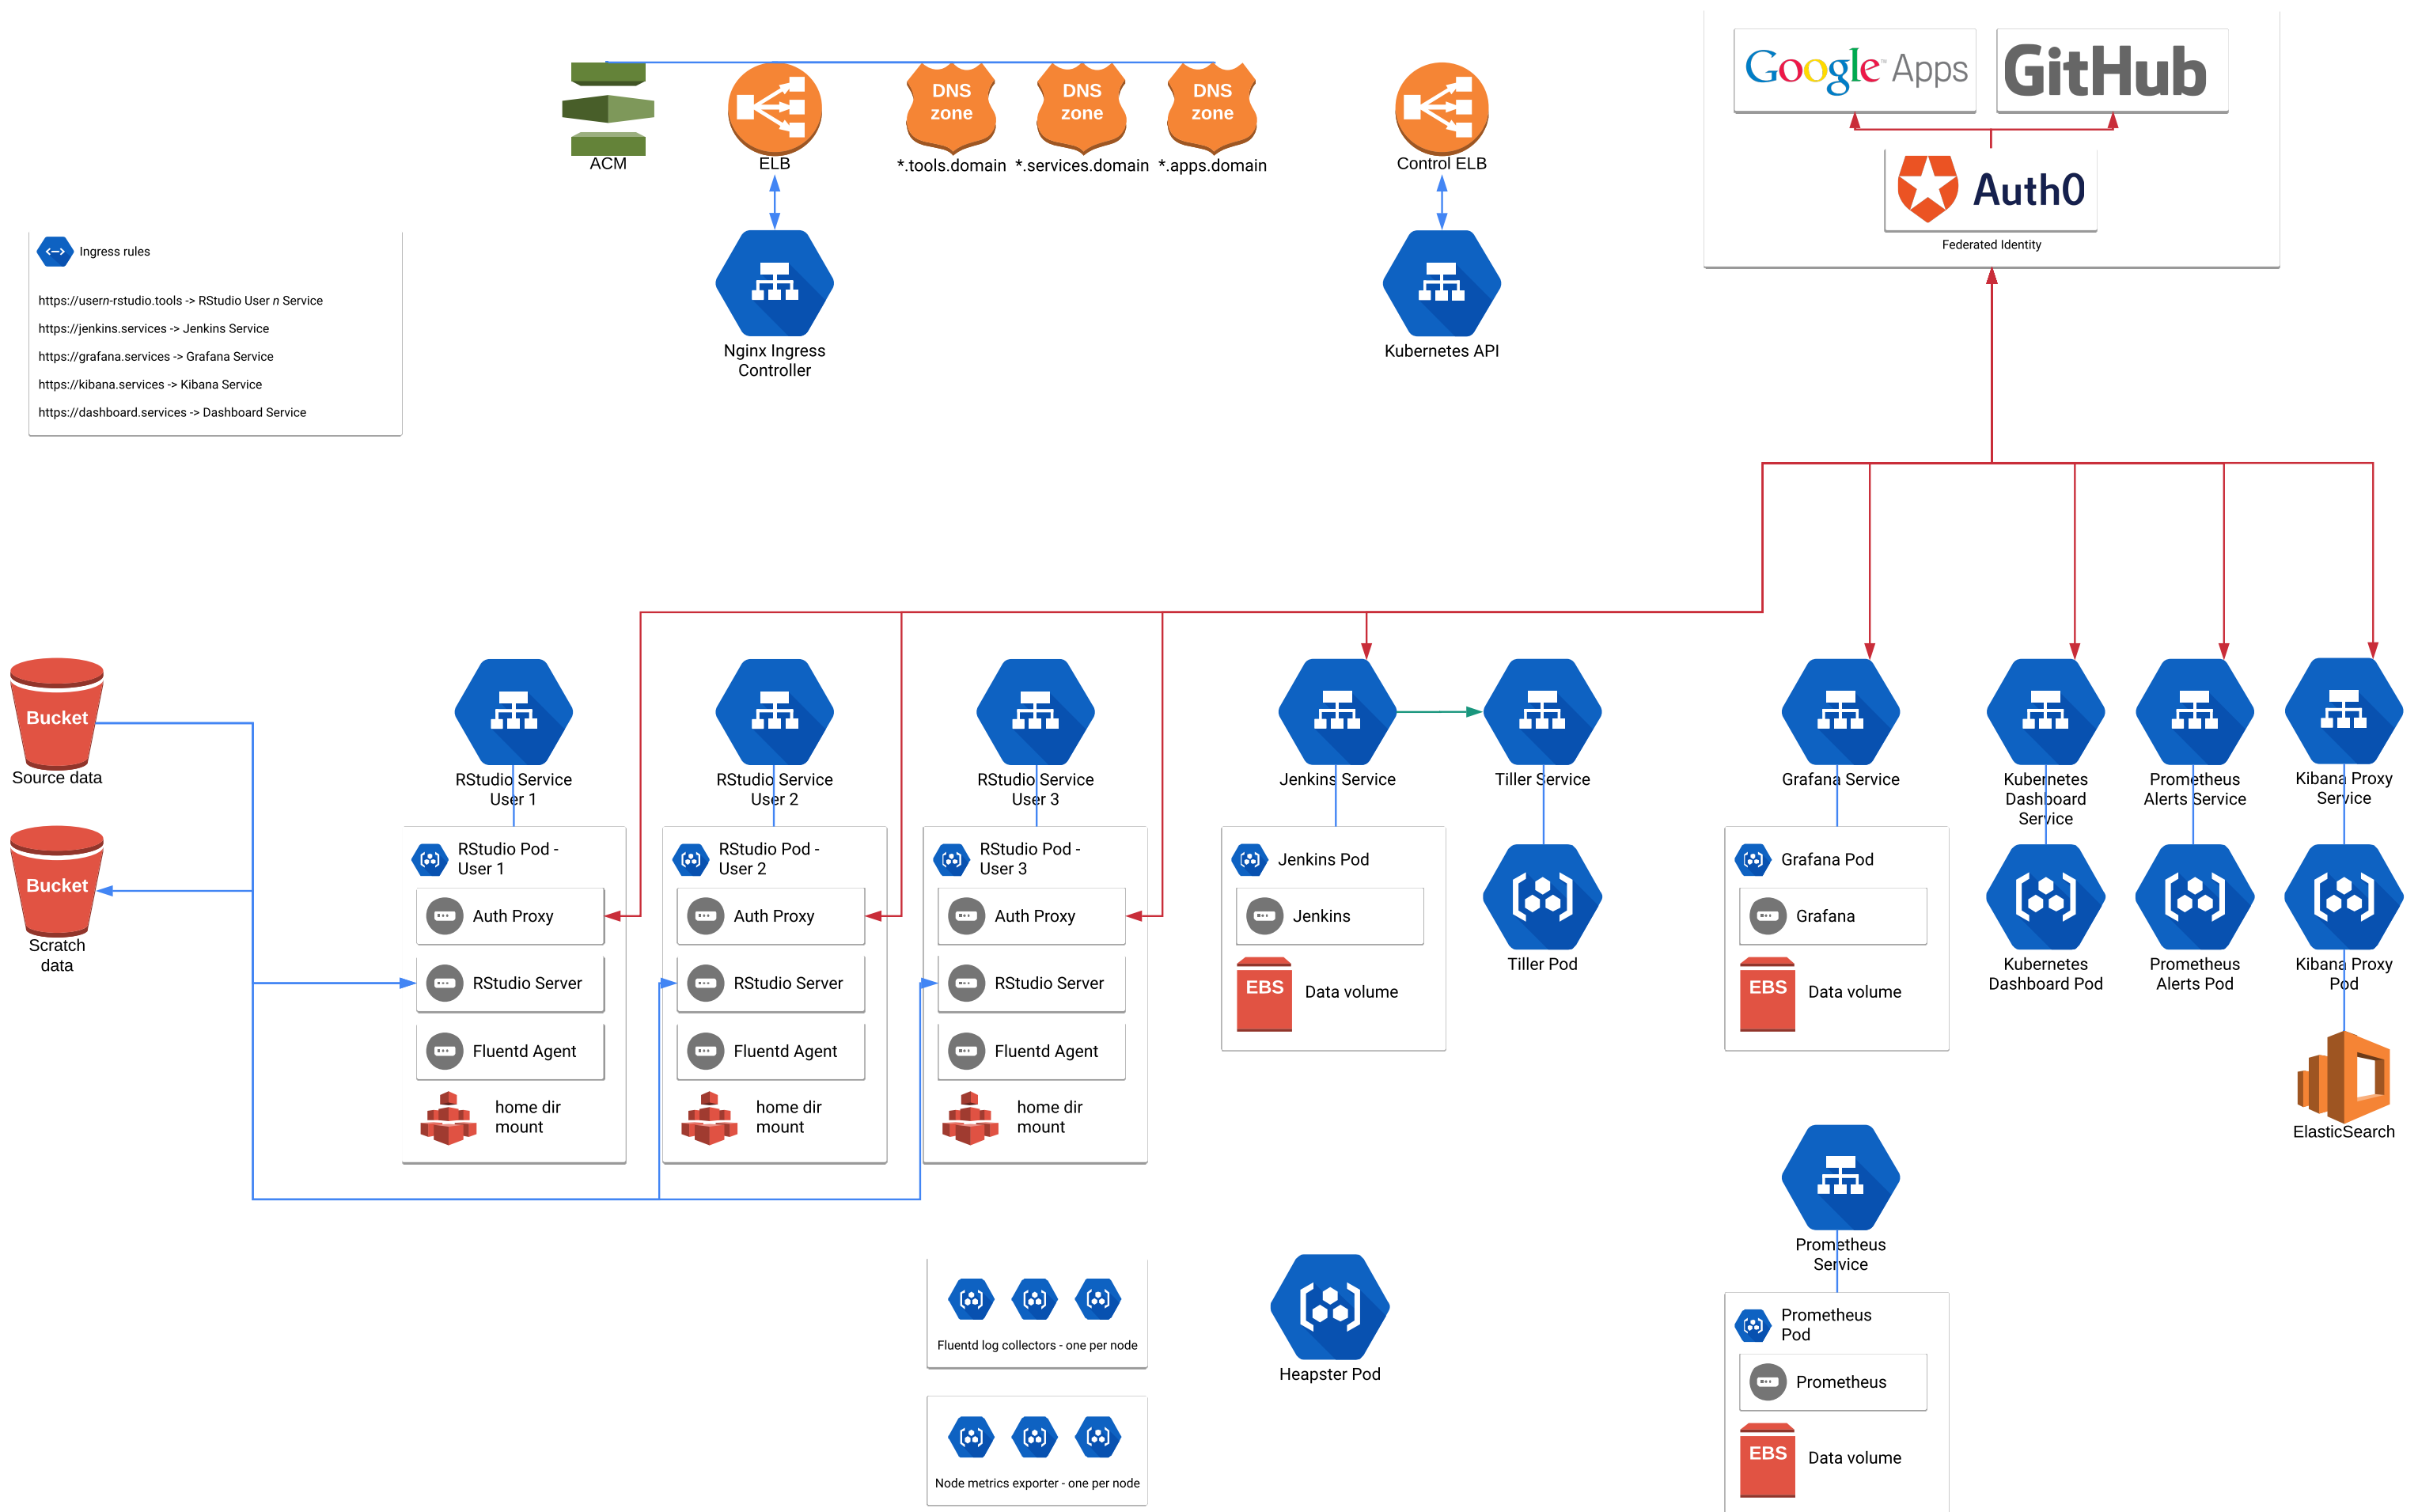 Google™ Apps
GitHub
Auth0
Federated Identity
ACM
ELB
DNS
zone
*.tools.domain
DNS
zone
*.services.domain
DNS
zone
*.apps.domain
Control ELB
Nginx Ingress
Controller
Kubernetes API
Ingress rules
https://usern-rstudio.tools -> RStudio User n Service
https://jenkins.services -> Jenkins Service
https://grafana.services -> Grafana Service
https://kibana.services -> Kibana Service
https://dashboard.services -> Dashboard Service
Bucket
Source data
Bucket
Scratch
data
RStudio Service
User 1
RStudio Service
User 2
RStudio Service
User 3
Jenkins Service
Tiller Service
Grafana Service
Kubernetes
Dashboard
Service
Prometheus
Alerts Service
Kibana Proxy
Service
RStudio Pod -
User 1
Auth Proxy
RStudio Server
Fluentd Agent
home dir
mount
RStudio Pod -
User 2
Auth Proxy
RStudio Server
Fluentd Agent
home dir
mount
RStudio Pod -
User 3
Auth Proxy
RStudio Server
Fluentd Agent
home dir
mount
Jenkins Pod
Jenkins
EBS
Data volume
Tiller Pod
Grafana Pod
Grafana
EBS
Data volume
Kubernetes
Dashboard Pod
Prometheus
Alerts Pod
Kibana Proxy
Pod
ElasticSearch
Prometheus
Service
Prometheus
Pod
Prometheus
EBS
Data volume
Fluentd log collectors - one per node
Heapster Pod
Node metrics exporter - one per node